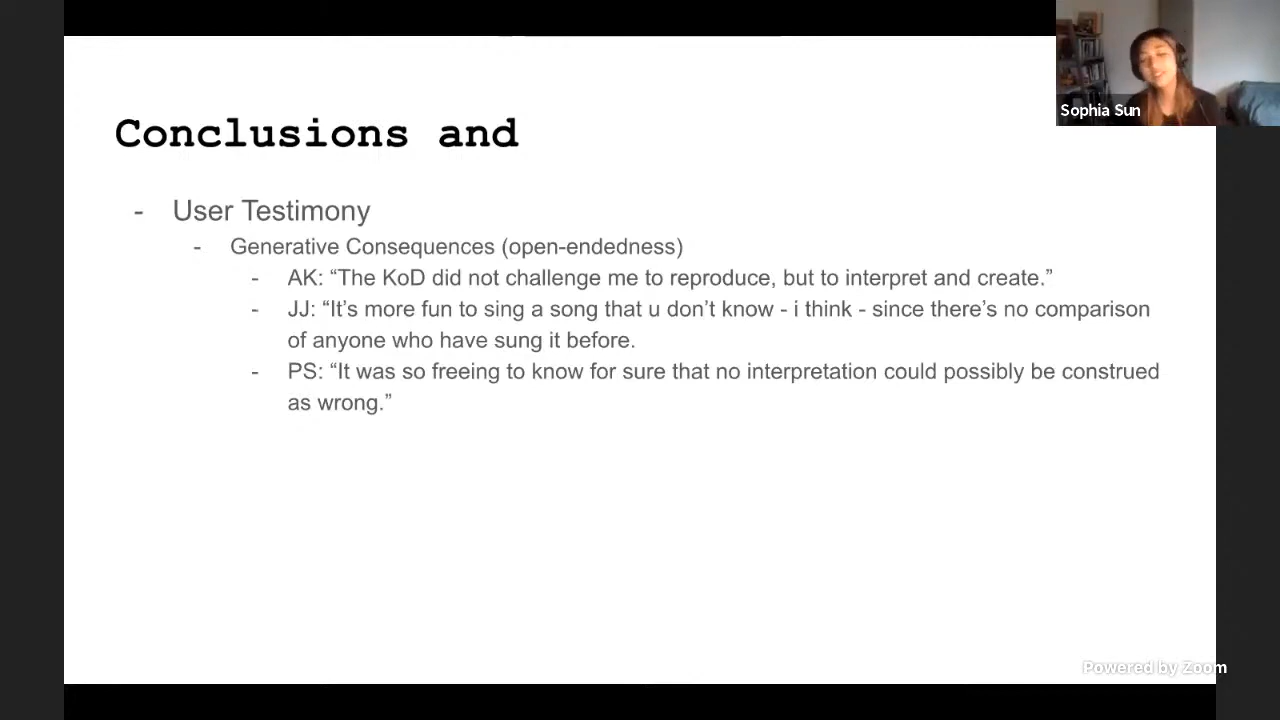 Sophia Sun
Conclusions and
- User Testimony
- Generative Consequences (open-endedness)
- AK: “The KoD did not challenge me to reproduce, but to interpret and create.”
- JJ: “It’s more fun to sing a song that u don’t know - i think - since there’s no comparison
of anyone who have sung it before.
- PS: “It was so freeing to know for sure that no interpretation could possibly be construed
as wrong.”
Powered by Zoom